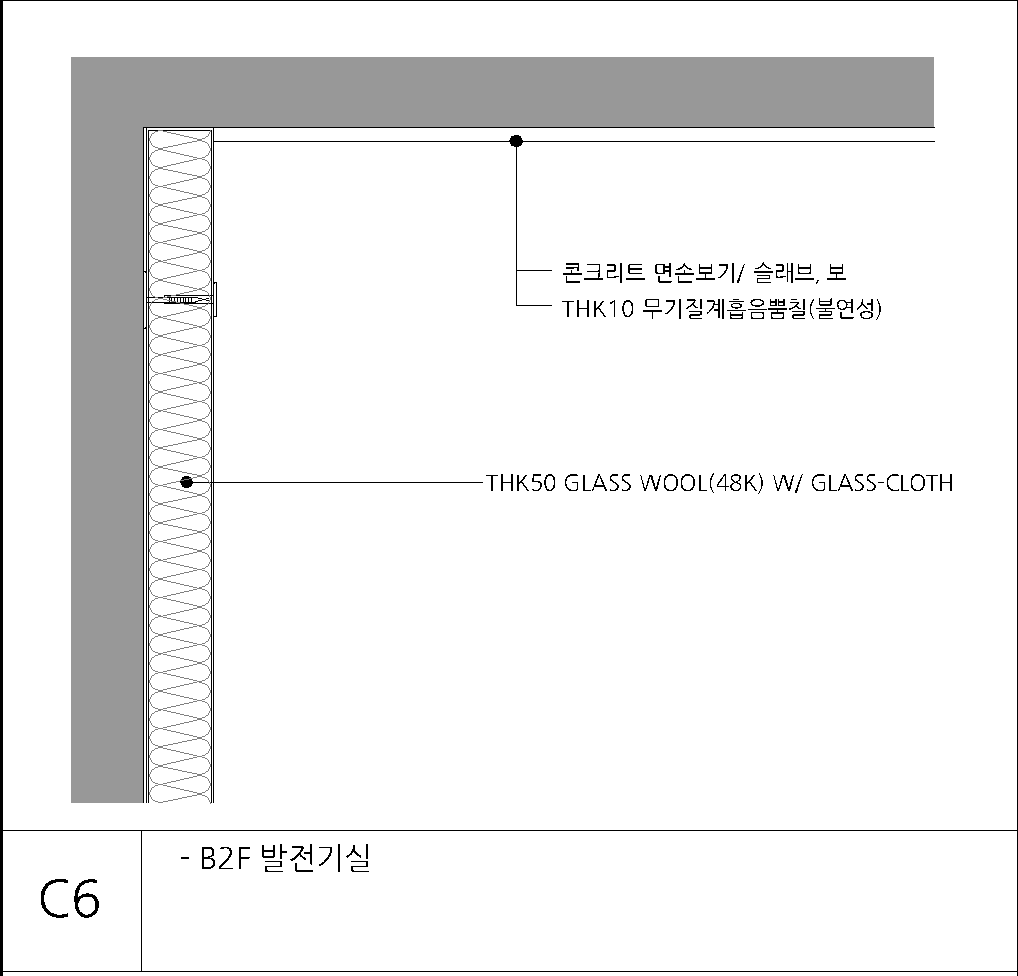 콘크리트 면손보기/ 슬래브, 보
THK10 무기질계흡음뿜칠(불연성)
THK50 GLASS WOOL(48K) W/ GLASS-CLOTH
- B2F 발전기실
C6